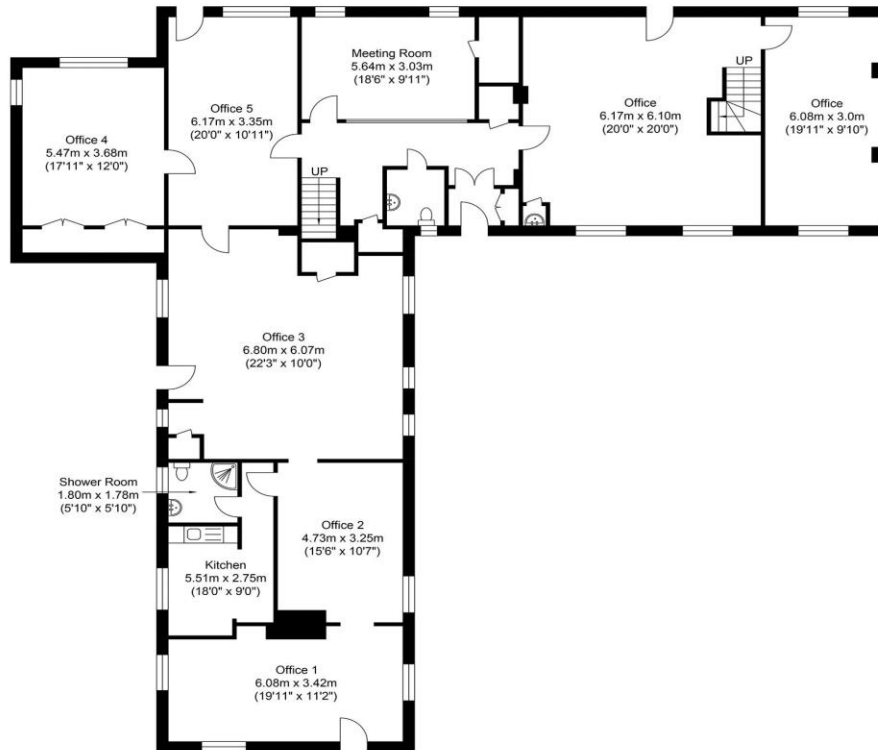 Meeting Room
5.64m x 3.03m
(18'6" x 9'11")
UP
Office 5
6.17m x 3.35m
(20'0" x 10'11")
Office
6.17m x 6.10m
(20'0" x 20'0")
Office
6.08m x 3.0m
(19'11" x 9'10")
Office 4
5.47m x 3.68m
(17'11" x 12'0")
UP
Office 3
6.80m x 6.07m
(22'3" x 10'0")
Shower Room
1.80m x 1.78m
(5'10" x 5'10")
Office 2
4.73m x 3.25m
(15'6" x 10'7")
Kitchen
5.51m x 2.75m
(18'0" x 9'0")
Office 1
6.08m x 3.42m
(19'11" x 11'2")